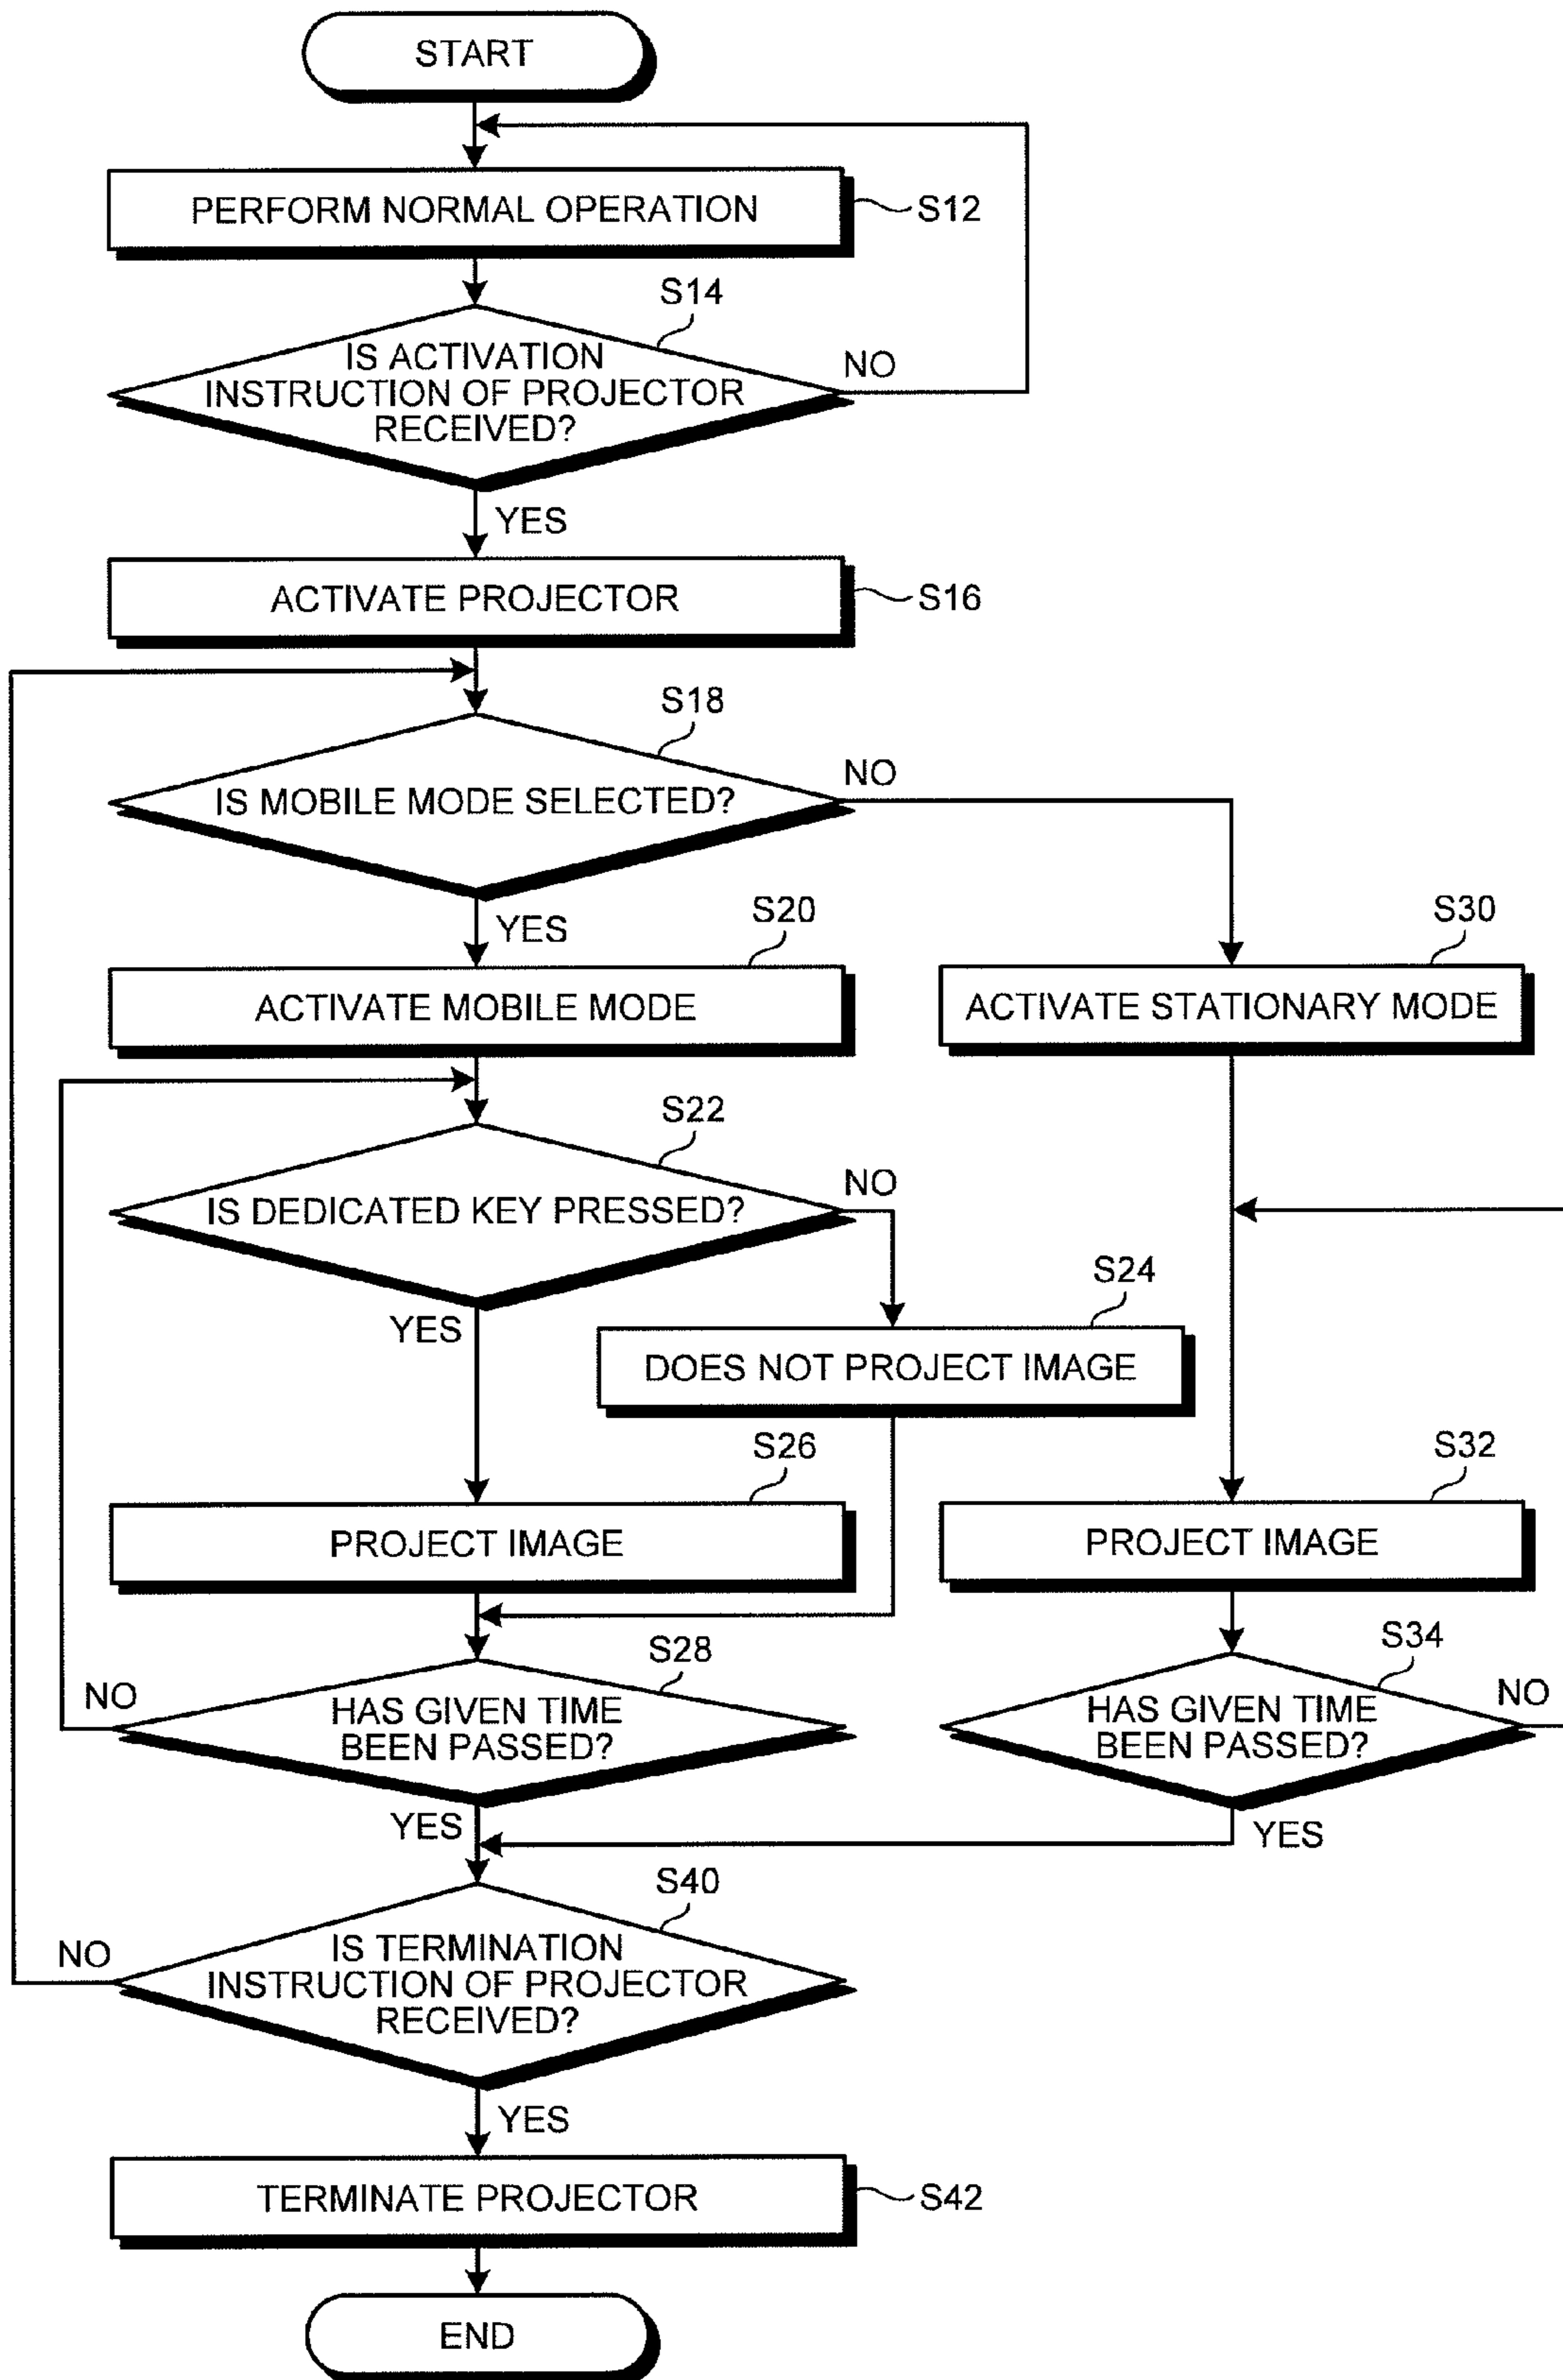 START
PERFORM NORMAL OPERATION
S12
S14
IS ACTIVATION
INSTRUCTION OF PROJECTOR
RECEIVED?
NO
YES
ACTIVATE PROJECTOR
S16
S18
IS MOBILE MODE SELECTED?
NO
YES
S20
ACTIVATE MOBILE MODE
S30
ACTIVATE STATIONARY MODE
S22
IS DEDICATED KEY PRESSED?
NO
YES
S24
DOES NOT PROJECT IMAGE
S26
PROJECT IMAGE
S32
PROJECT IMAGE
S28
HAS GIVEN TIME
BEEN PASSED?
NO
YES
S34
HAS GIVEN TIME
BEEN PASSED?
NO
YES
S40
IS TERMINATION
INSTRUCTION OF PROJECTOR
RECEIVED?
NO
YES
TERMINATE PROJECTOR
S42
END